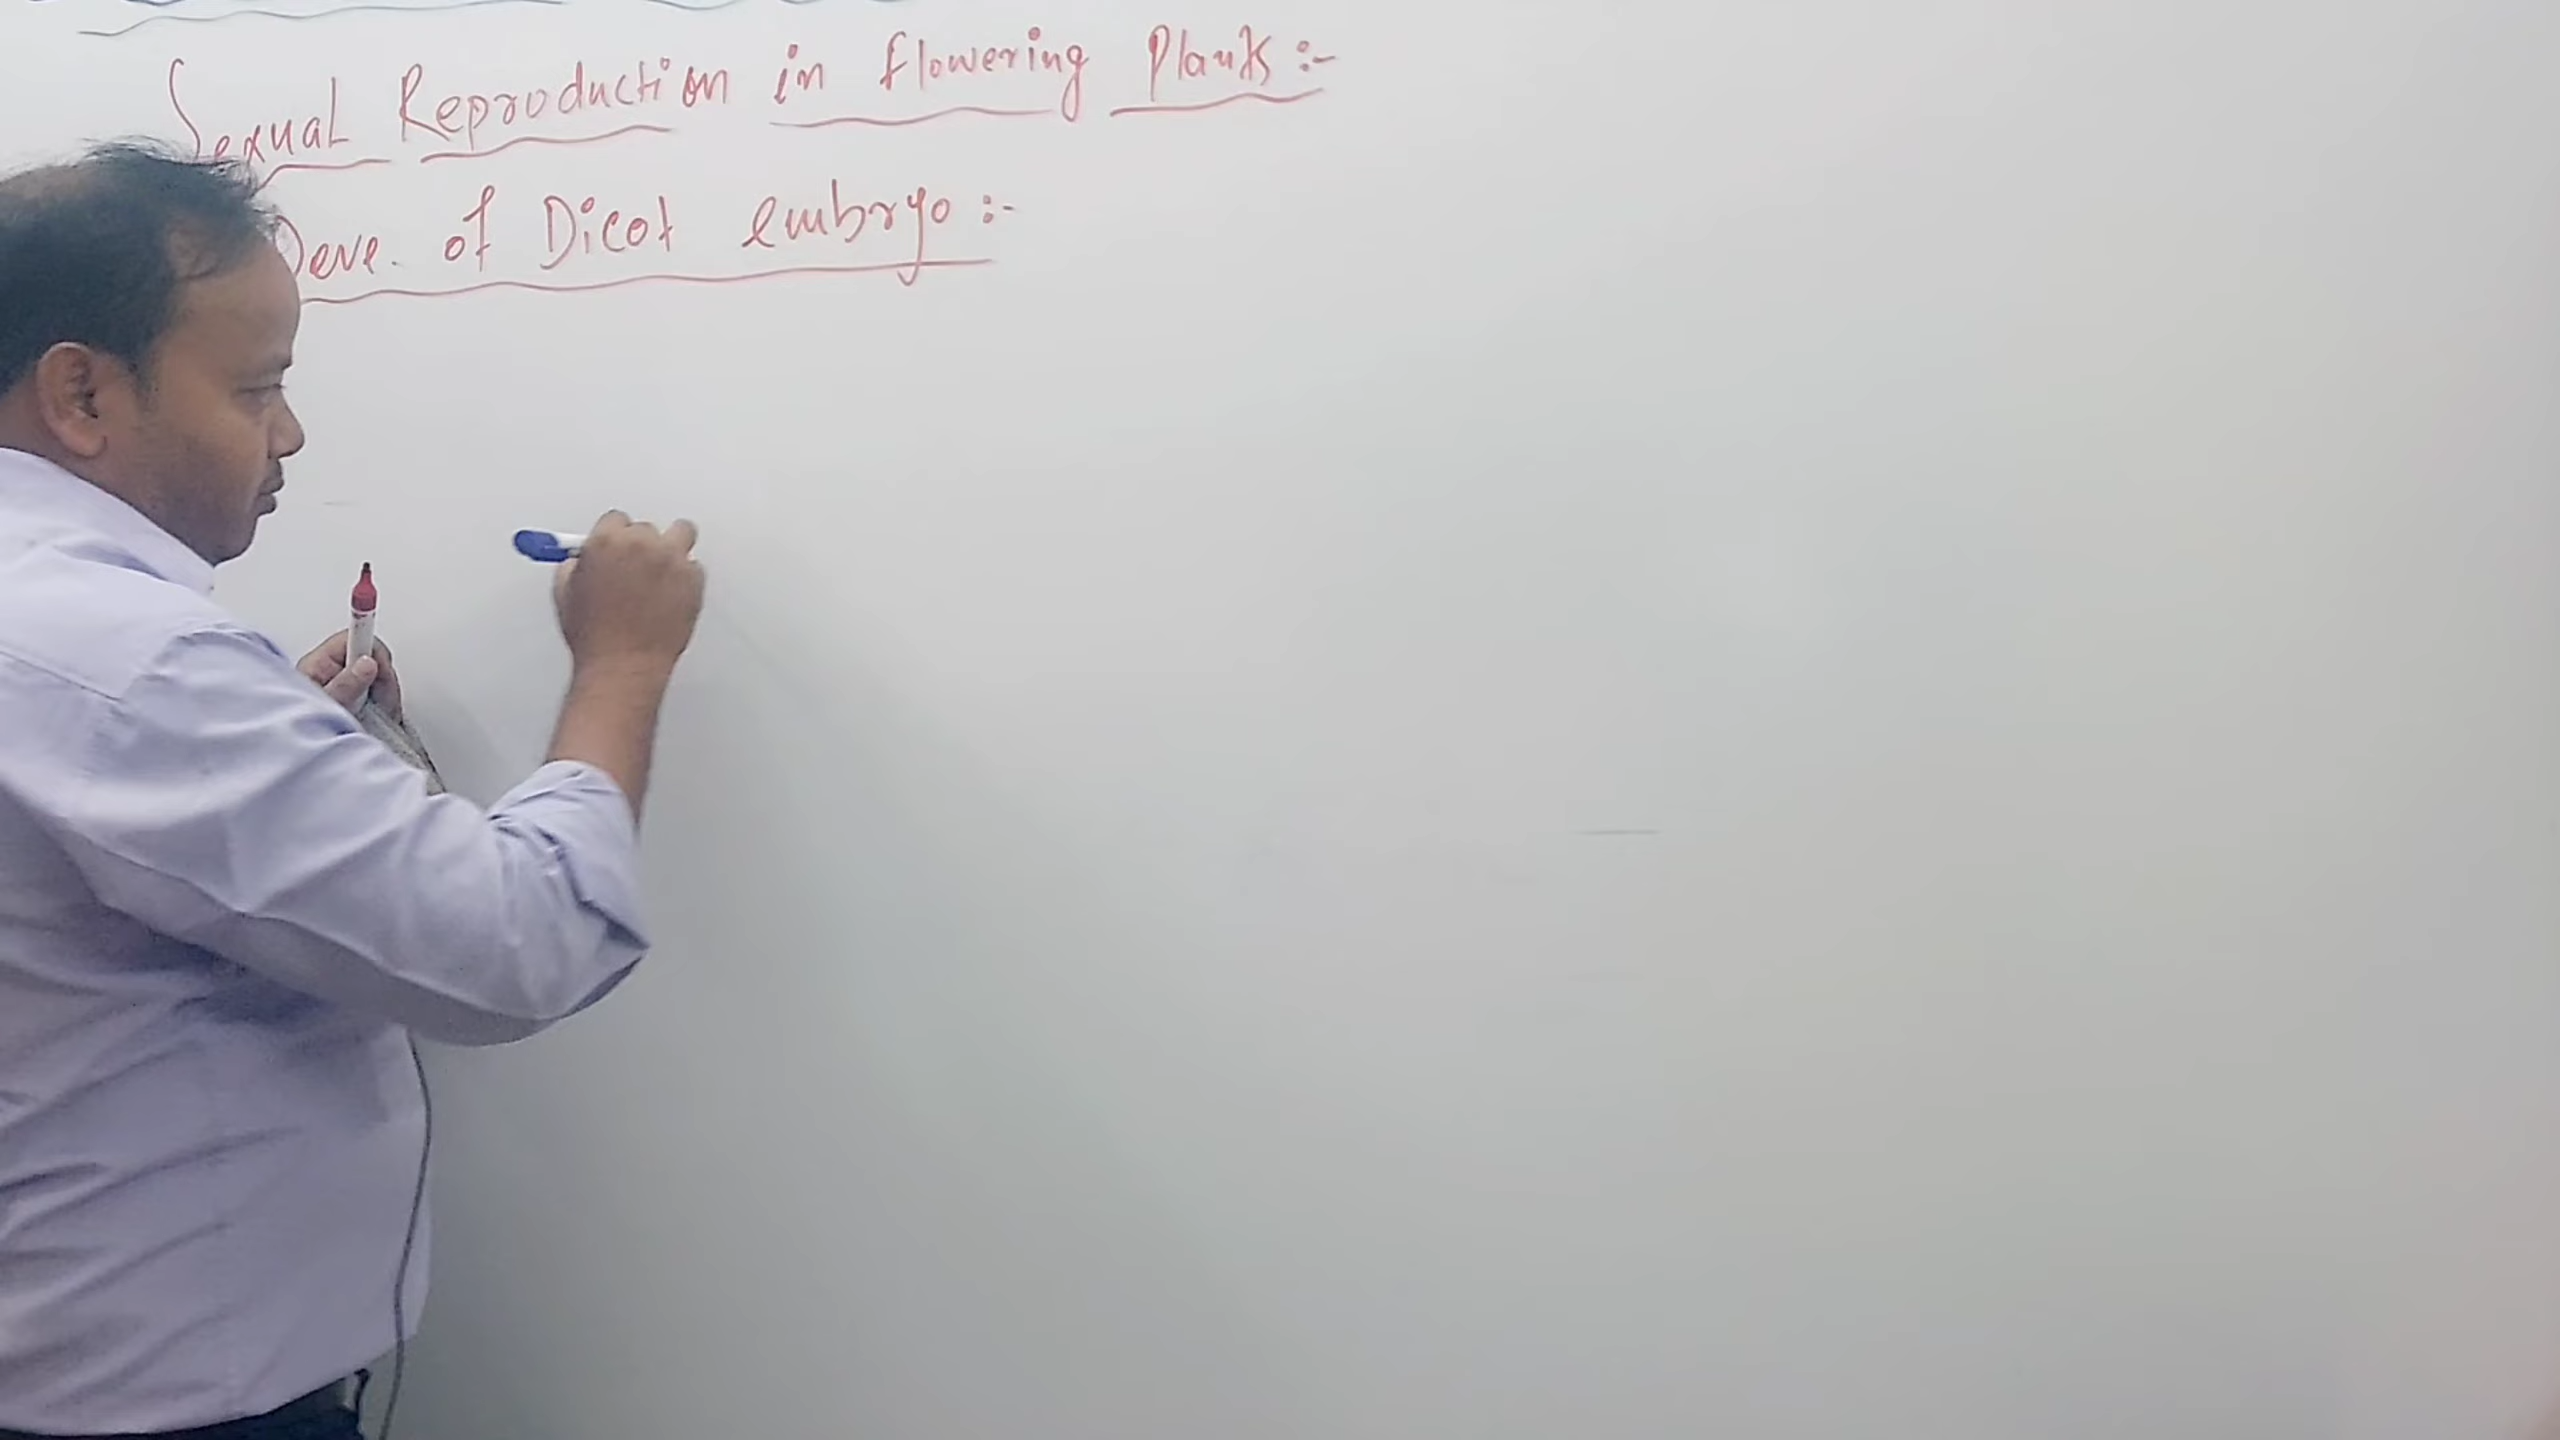 Sexual Reproduction in flowering Plants :-
Deve. of Dicot embryo :-